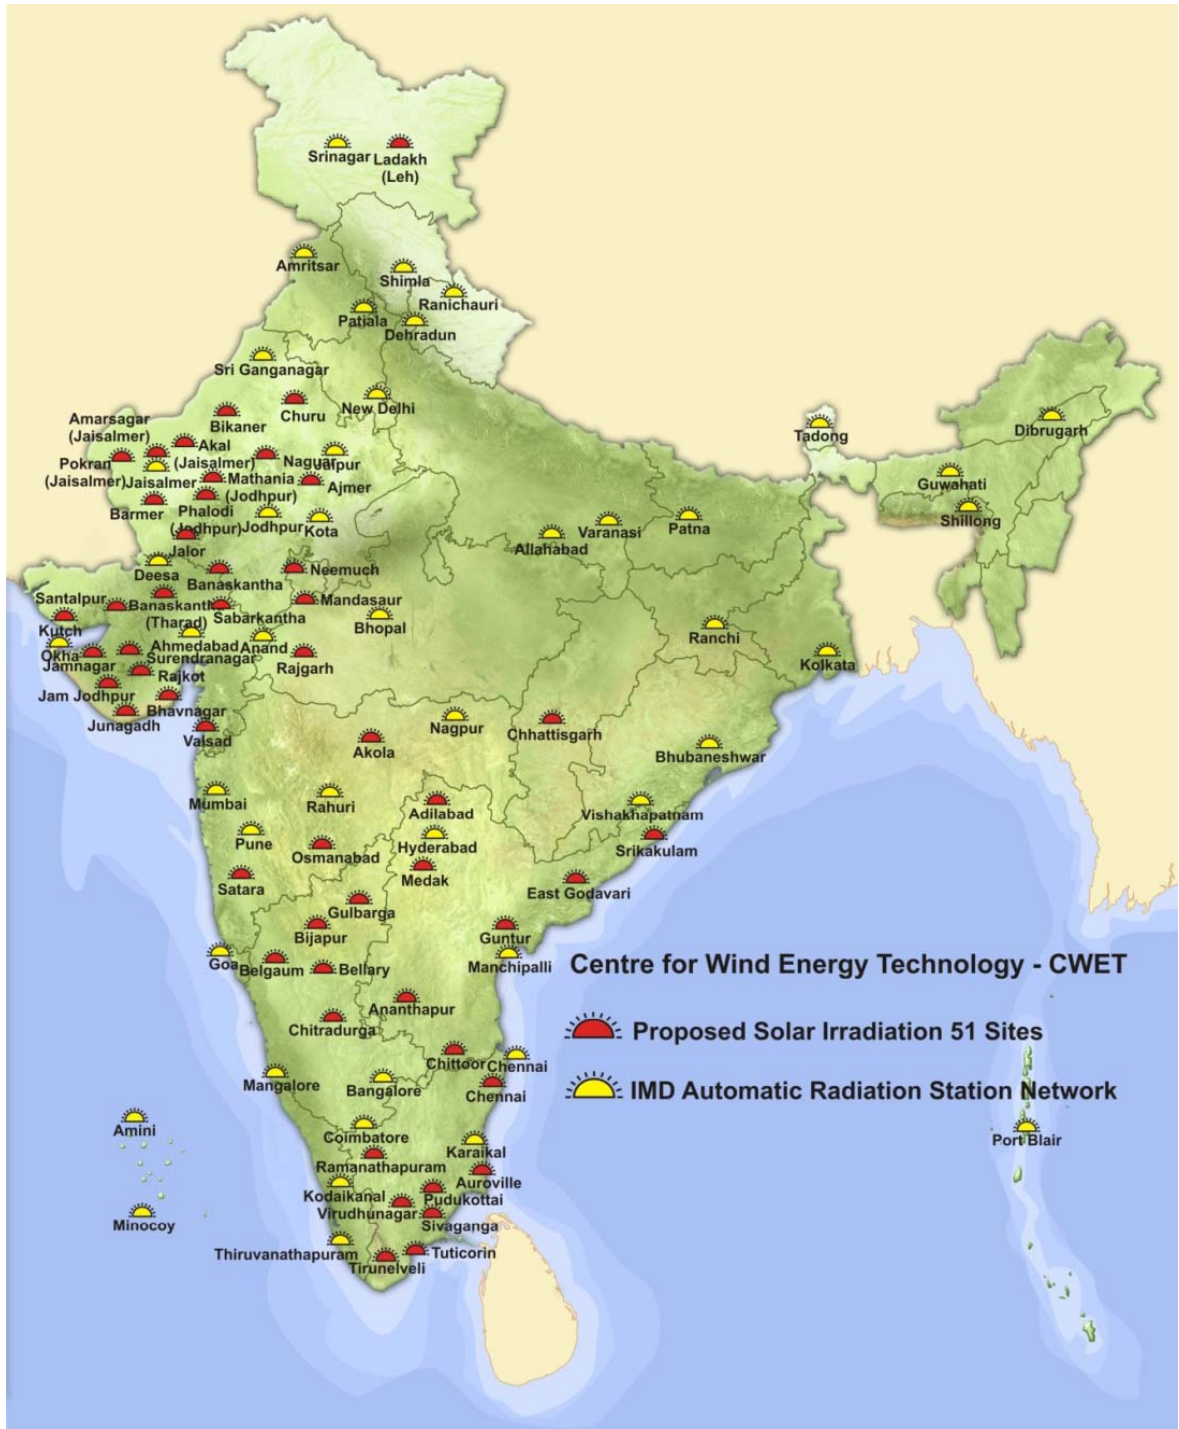 Srinagar
Ladakh
(Leh)
Amritsar
Shimla
Ranichauri
Patiala
Dehradun
Sri Ganganagar
New Delhi
Churu
Bikaner
Amarsagar
(Jaisalmer)
Akal
(Jaisalmer)
Pokran
(Jaisalmer)
Jaisalmer
Naguar
Jaipur
Mathania
(Jodhpur)
Ajmer
Barmer
Phalodi
(Jodhpur)
Jodhpur
Kota
Jalor
Tadong
Dibrugarh
Guwahati
Shillong
Patna
Varanasi
Allahabad
Deesa
Banaskantha
Neemuch
Santalpur
Banaskantha
(Tharad)
Sabarkantha
Mandasaur
Bhopal
Ranchi
Kolkata
Kutch
Okha
Ahmedabad
Anand
Jamnagar
Surendranagar
Rajgarh
Rajkot
Jam Jodhpur
Bhavnagar
Junagadh
Valsad
Nagpur
Chhattisgarh
Akola
Bhubaneshwar
Mumbai
Rahuri
Adilabad
Vishakhapatnam
Pune
Hyderabad
Srikakulam
Osmanabad
Medak
Satara
East Godavari
Gulbarga
Bijapur
Guntur
Goa
Belgaum
Bellary
Manchipalli
Centre for Wind Energy Technology - CWET
Ananthapur
Chitradurga
Proposed Solar Irradiation 51 Sites
Chittoor
Chennai
Mangalore
Bangalore
Chennai
IMD Automatic Radiation Station Network
Amini
Coimbatore
Karaikal
Port Blair
Ramanathapuram
Auroville
Kodaikanal
Pudukottai
Virudhunagar
Minocoy
Sivaganga
Thiruvanathapuram
Tuticorin
Tirunelveli